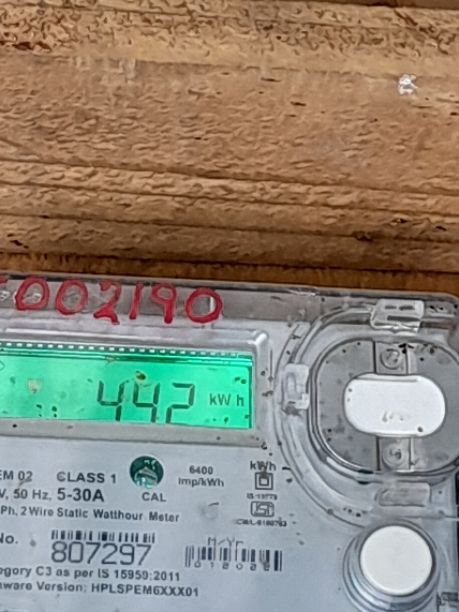 002190
442 kWh
EM 02 CLASS 1 CAL 6400 imp/kWh kWh
V, 50 Hz, 5-30A
Ph, 2 Wire Static Watthour Meter
No. 807297 M/Yr
egory C3 as per IS 15959:2011
ware Version: HPLSPEM6XXX01